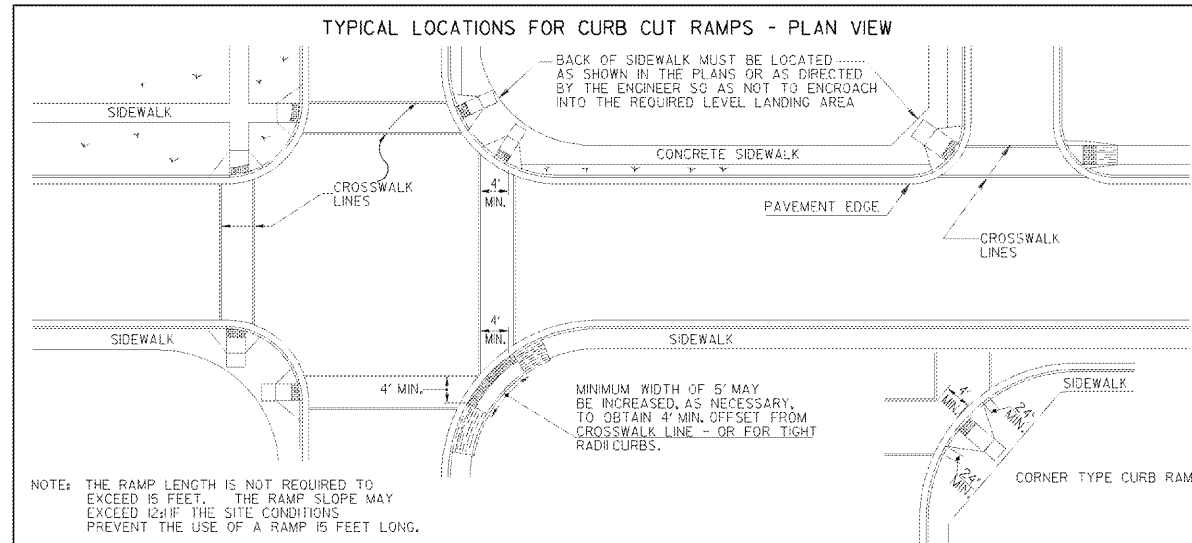 TYPICAL LOCATIONS FOR CURB CUT RAMPS - PLAN VIEW
BACK OF SIDEWALK MUST BE LOCATED
AS SHOWN IN THE PLANS OR AS DIRECTED
BY THE ENGINEER SO AS NOT TO ENCROACH
INTO THE REQUIRED LEVEL LANDING AREA
SIDEWALK
CONCRETE SIDEWALK
CROSSWALK
LINES
4'
MIN.
PAVEMENT EDGE
CROSSWALK
LINES
SIDEWALK
4'
MIN.
SIDEWALK
4' MIN.
MINIMUM WIDTH OF 5' MAY
BE INCREASED, AS NECESSARY,
TO OBTAIN 4' MIN. OFFSET FROM
CROSSWALK LINE - OR FOR TIGHT
RADII CURBS.
SIDEWALK
4'
MIN.
24"
MIN.
24"
MIN.
CORNER TYPE CURB RAM
NOTE: THE RAMP LENGTH IS NOT REQUIRED TO
EXCEED 15 FEET. THE RAMP SLOPE MAY
EXCEED 12:1 IF THE SITE CONDITIONS
PREVENT THE USE OF A RAMP 15 FEET LONG.